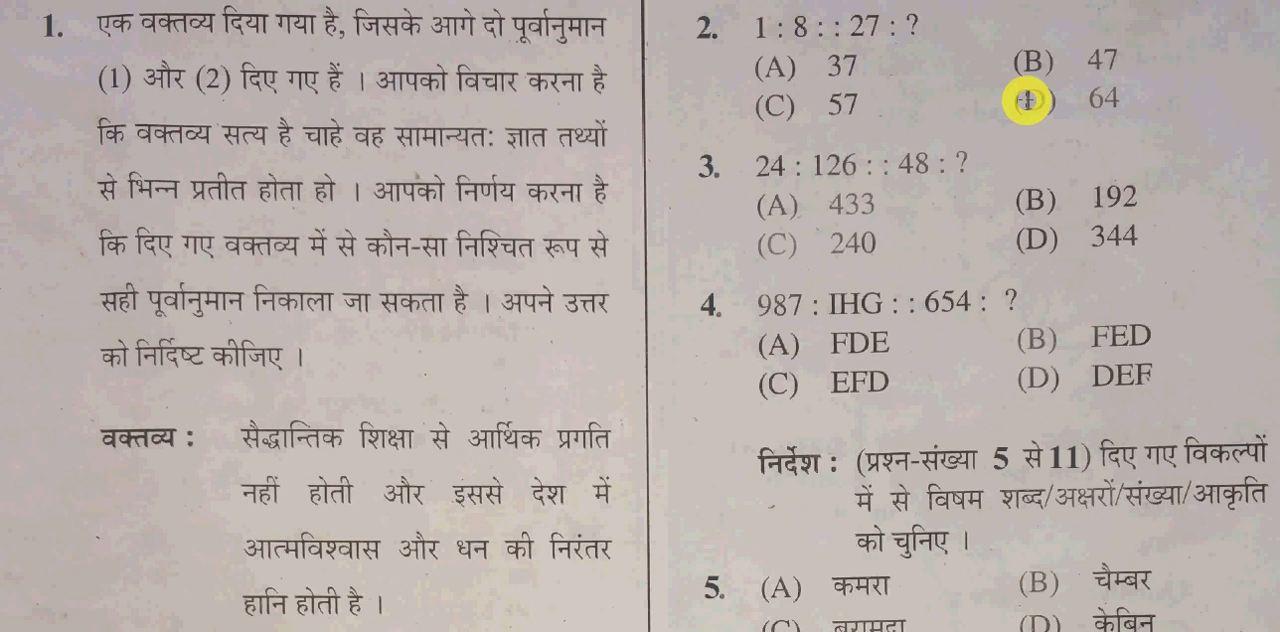 1. एक वक्तव्य दिया गया है, जिसके आगे दो पूर्वानुमान
(1) और (2) दिए गए हैं । आपको विचार करना है
कि वक्तव्य सत्य है चाहे वह सामान्यत: ज्ञात तथ्यों
से भिन्न प्रतीत होता हो । आपको निर्णय करना है
कि दिए गए वक्तव्य में से कौन-सा निश्चित रूप से
सही पूर्वानुमान निकाला जा सकता है । अपने उत्तर
को निर्दिष्ट कीजिए ।
वक्तव्य : सैद्धान्तिक शिक्षा से आर्थिक प्रगति
नहीं होती और इससे देश में
आत्मविश्वास और धन की निरंतर
हानि होती है ।
2. 1 : 8 : : 27 : ?
(A) 37 (B) 47
(C) 57 (D) 64
3. 24 : 126 : : 48 : ?
(A) 433 (B) 192
(C) 240 (D) 344
4. 987 : IHG : : 654 : ?
(A) FDE (B) FED
(C) EFD (D) DEF
निर्देश : (प्रश्न-संख्या 5 से 11) दिए गए विकल्पों
में से विषम शब्द/अक्षरों/संख्या/आकृति
को चुनिए ।
5. (A) कमरा (B) चैम्बर
(C) बरामदा (D) केबिन